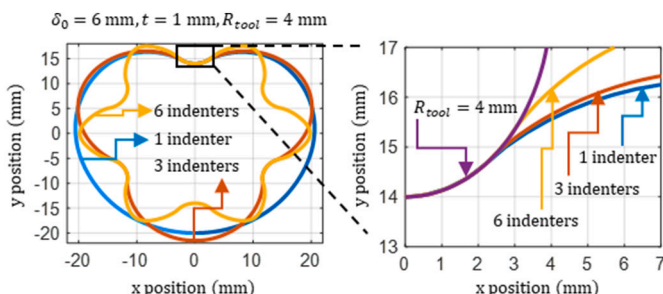 δ₀ = 6 mm, t = 1 mm, R_tool = 4 mm
y position (mm)
15
10
5
0
-5
-10
-15
-20
6 indenters
1 indenter
3 indenters
-20
-10
0
10
20
x position (mm)
y position (mm)
17
16
15
14
13
R_tool = 4 mm
1 indenter
3 indenters
6 indenters
0
1
2
3
4
5
6
7
x position (mm)